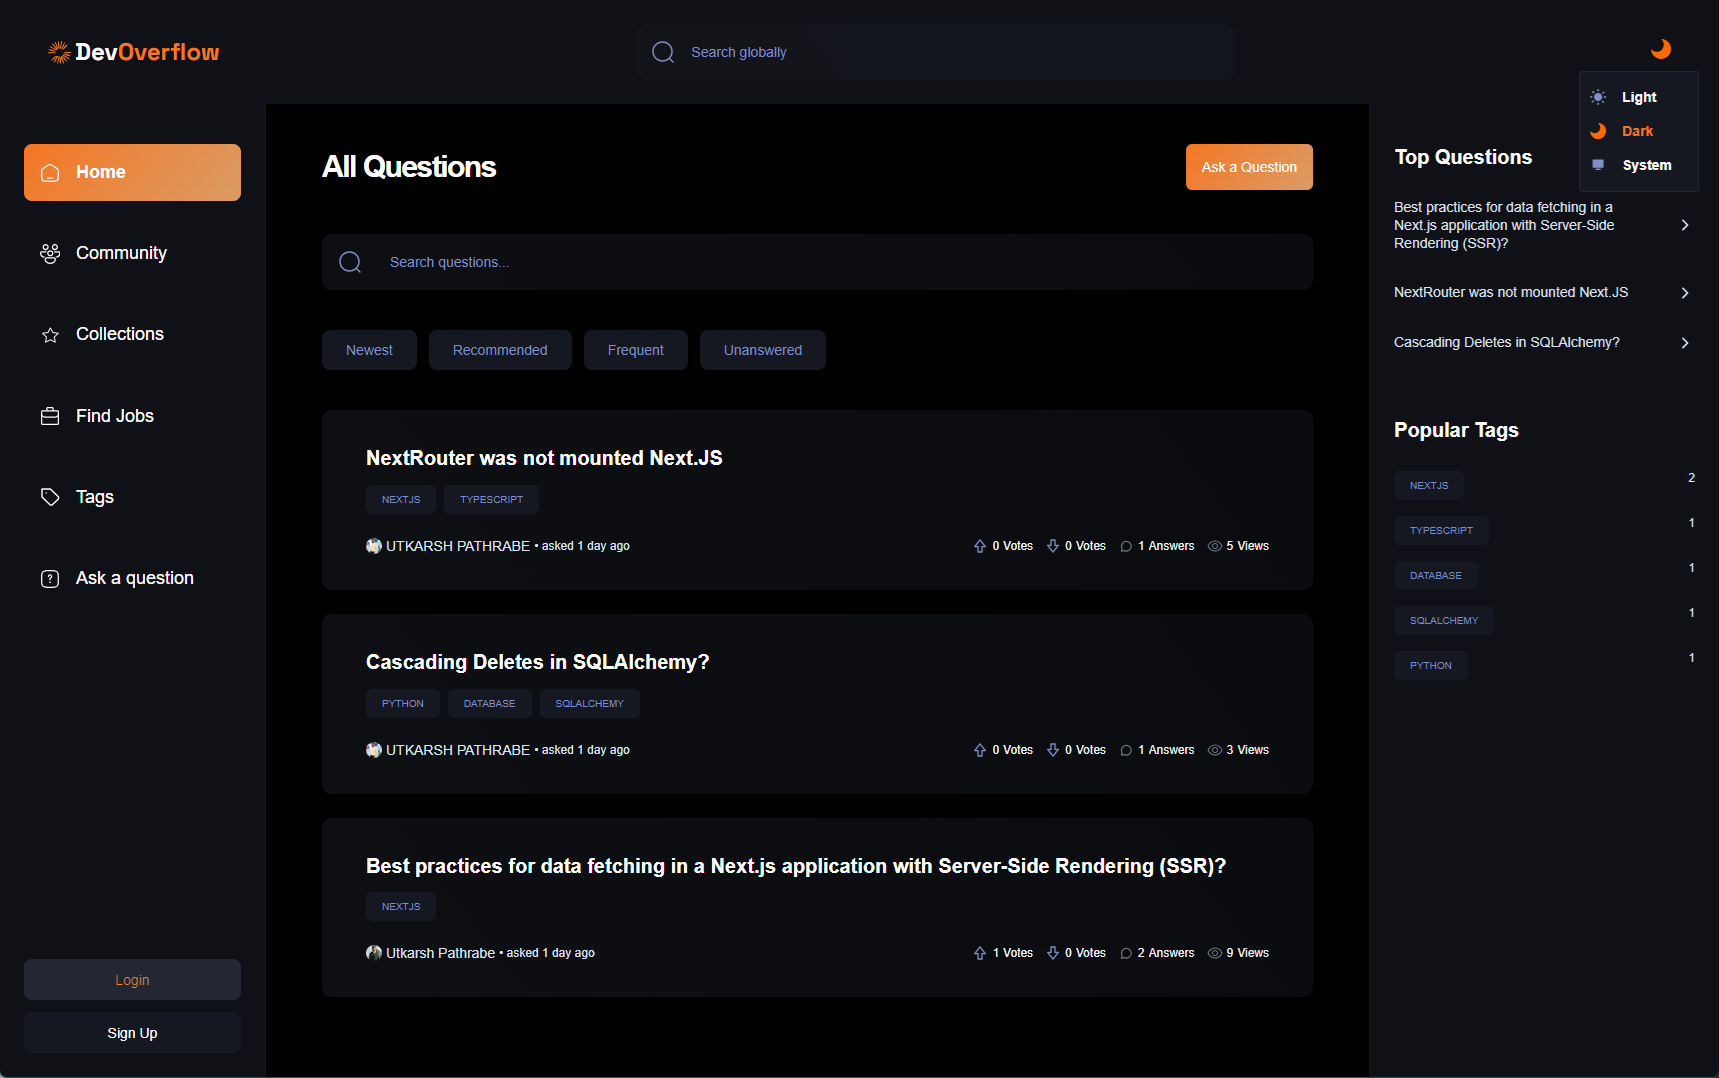 DevOverflow
Search globally
Light
Dark
System
Home
Community
Collections
Find Jobs
Tags
Ask a question
Login
Sign Up
All Questions
Ask a Question
Search questions...
Newest
Recommended
Frequent
Unanswered
NextRouter was not mounted Next.JS
NEXTJS
TYPESCRIPT
UTKARSH PATHRABE • asked 1 day ago
0 Votes
0 Votes
1 Answers
5 Views
Cascading Deletes in SQLAlchemy?
PYTHON
DATABASE
SQLALCHEMY
UTKARSH PATHRABE • asked 1 day ago
0 Votes
0 Votes
1 Answers
3 Views
Best practices for data fetching in a Next.js application with Server-Side Rendering (SSR)?
NEXTJS
Utkarsh Pathrabe • asked 1 day ago
1 Votes
0 Votes
2 Answers
9 Views
Top Questions
Best practices for data fetching in a
Next.js application with Server-Side
Rendering (SSR)?
NextRouter was not mounted Next.JS
Cascading Deletes in SQLAlchemy?
Popular Tags
NEXTJS
2
TYPESCRIPT
1
DATABASE
1
SQLALCHEMY
1
PYTHON
1